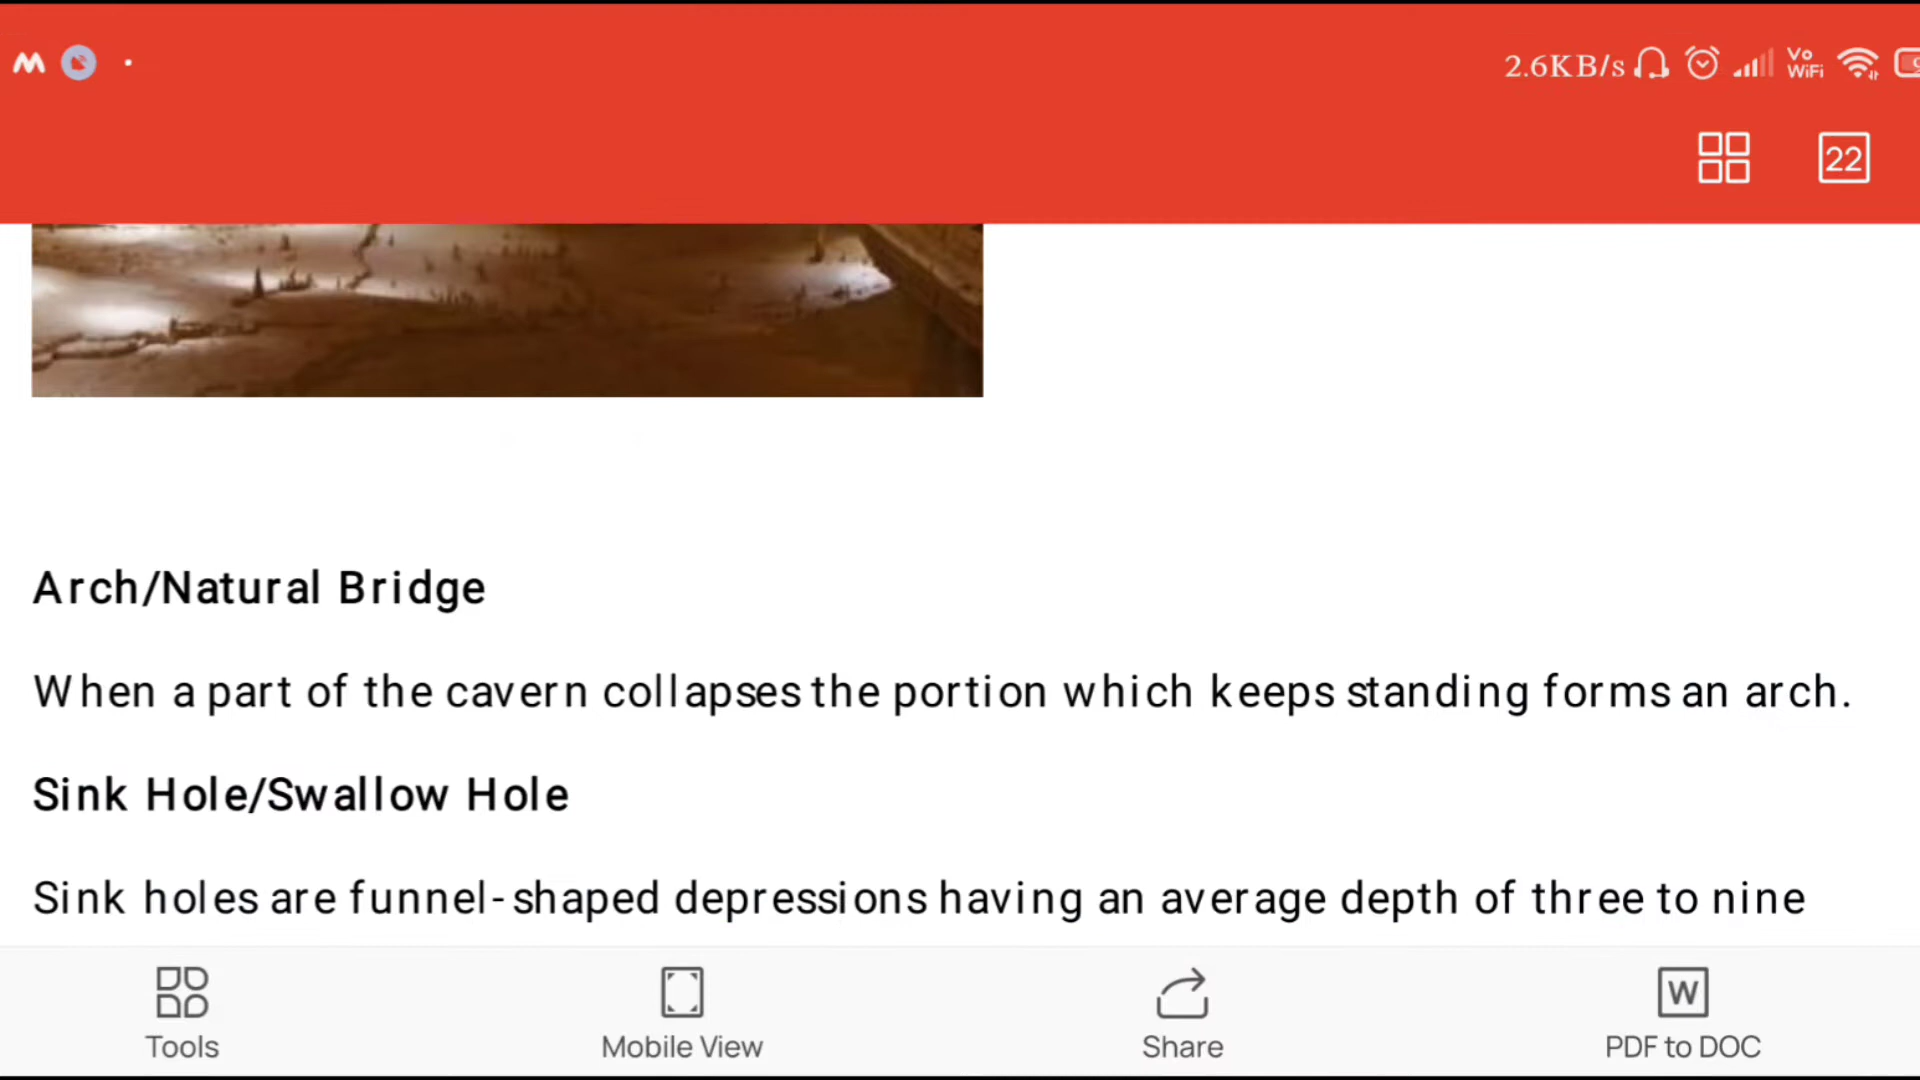 2.6KB/s Vo WiFi
22
Arch/Natural Bridge
When a part of the cavern collapses the portion which keeps standing forms an arch.
Sink Hole/Swallow Hole
Sink holes are funnel-shaped depressions having an average depth of three to nine
Tools Mobile View Share W PDF to DOC